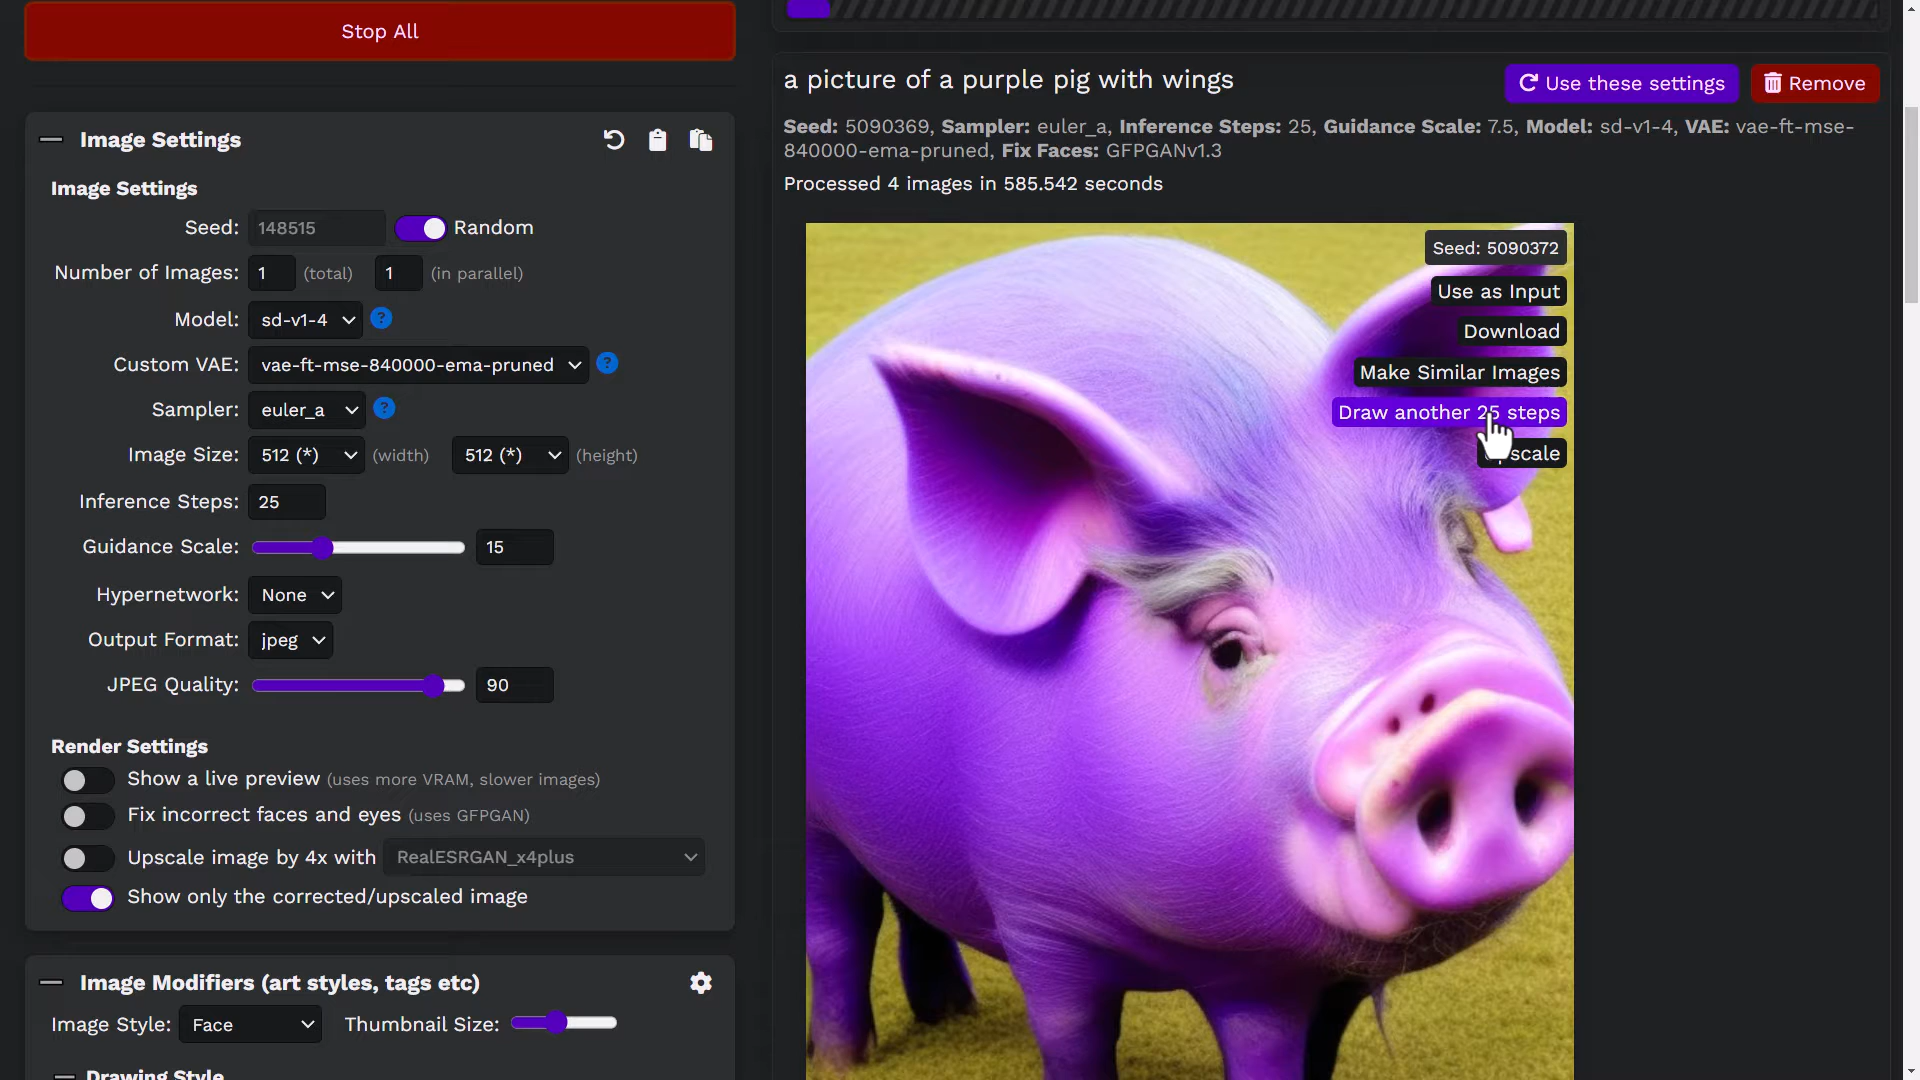 Stop All
Image Settings
Image Settings
Seed: 148515 Random
Number of Images: 1 (total) 1 (in parallel)
Model: sd-v1-4 ?
Custom VAE: vae-ft-mse-840000-ema-pruned ?
Sampler: euler_a ?
Image Size: 512 (*) (width) 512 (*) (height)
Inference Steps: 25
Guidance Scale: 15
Hypernetwork: None
Output Format: jpeg
JPEG Quality: 90
Render Settings
Show a live preview (uses more VRAM, slower images)
Fix incorrect faces and eyes (uses GFPGAN)
Upscale image by 4x with RealESRGAN_x4plus
Show only the corrected/upscaled image
Image Modifiers (art styles, tags etc)
Image Style: Face Thumbnail Size:
Drawing Style
a picture of a purple pig with wings
Use these settings
Remove
Seed: 5090369, Sampler: euler_a, Inference Steps: 25, Guidance Scale: 7.5, Model: sd-v1-4, VAE: vae-ft-mse-
840000-ema-pruned, Fix Faces: GFPGANv1.3
Processed 4 images in 585.542 seconds
Seed: 5090372
Use as Input
Download
Make Similar Images
Draw another 25 steps
scale